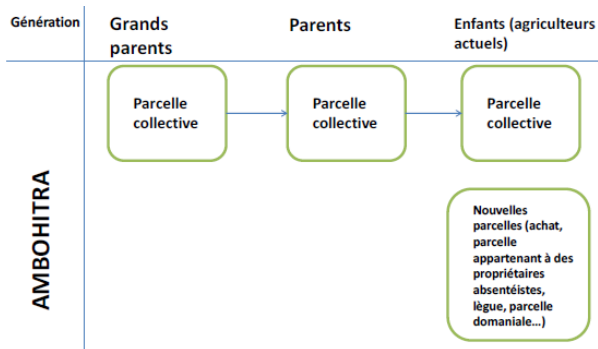 Génération
Grands
parents
Parents
Enfants (agriculteurs
actuels)
AMBOHITRA
Parcelle
collective
Parcelle
collective
Parcelle
collective
Nouvelles
parcelles (achat,
parcelle
appartenant à des
propriétaires
absentéistes,
lègue, parcelle
domaniale...)